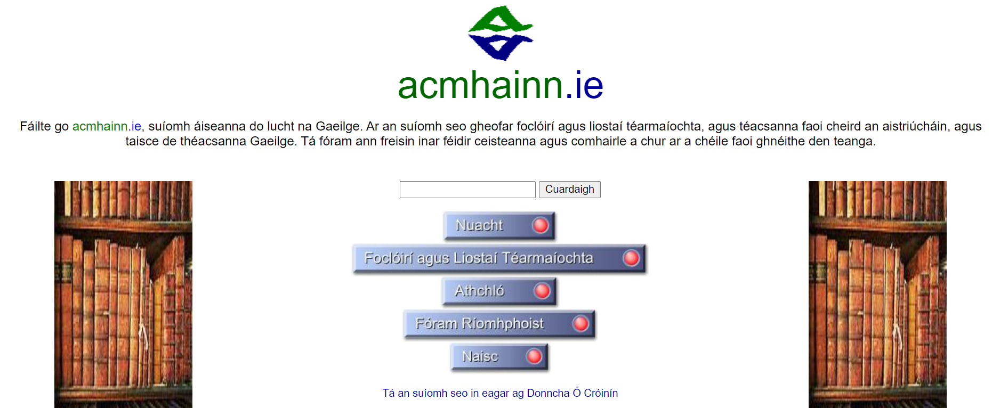 acmhainn.ie
Fáilte go acmhainn.ie, suíomh áiseanna do lucht na Gaeilge. Ar an suíomh seo gheofar foclóirí agus liostaí téarmaíochta, agus téacsanna faoi cheird an aistriúcháin, agus
taisce de théacsanna Gaeilge. Tá fóram ann freisin inar féidir ceisteanna agus comhairle a chur ar a chéile faoi ghnéithe den teanga.
Cuardaigh
Nuacht
Foclóirí agus Liostaí Téarmaíochta
Athchló
Fóram Ríomhphoist
Naisc
Tá an suíomh seo in eagar ag Donncha Ó Cróinín